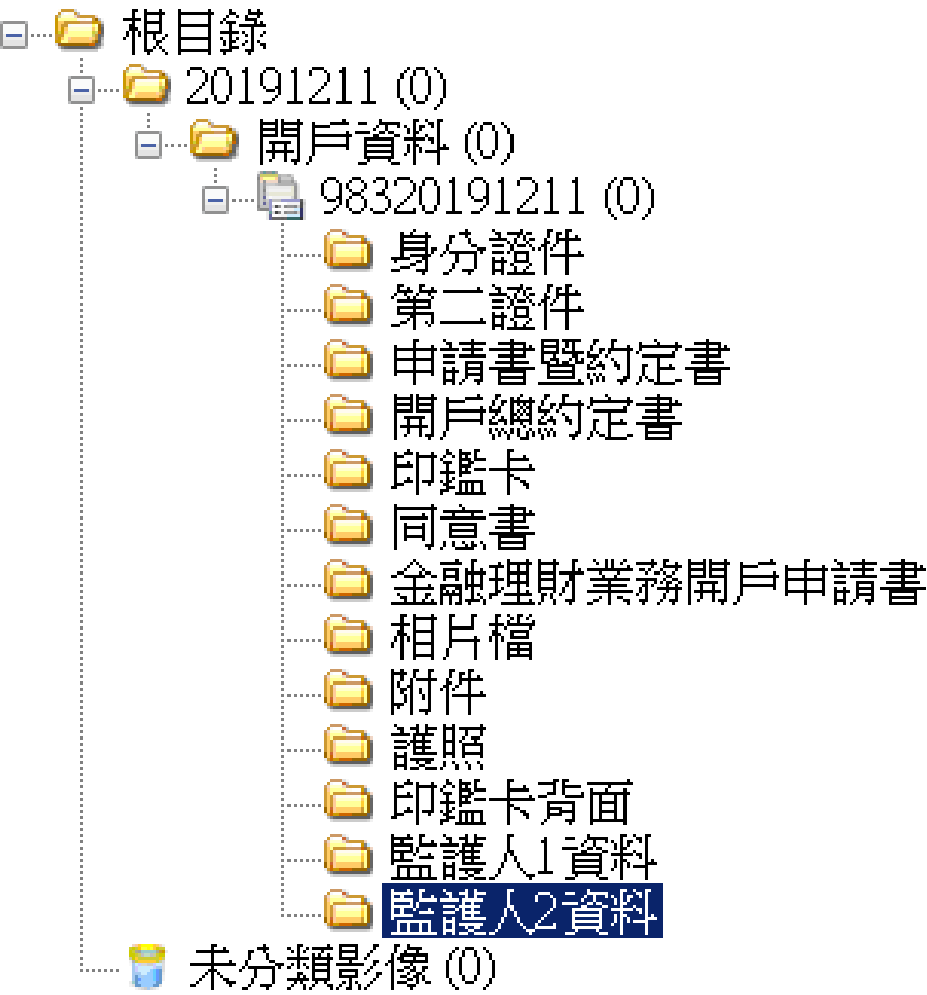 根目錄
20191211 (0)
開戶資料 (0)
98320191211 (0)
身分證件
第二證件
申請書暨約定書
開戶總約定書
印鑑卡
同意書
金融理財業務開戶申請書
相片檔
附件
護照
印鑑卡背面
監護人1資料
監護人2資料
未分類影像 (0)